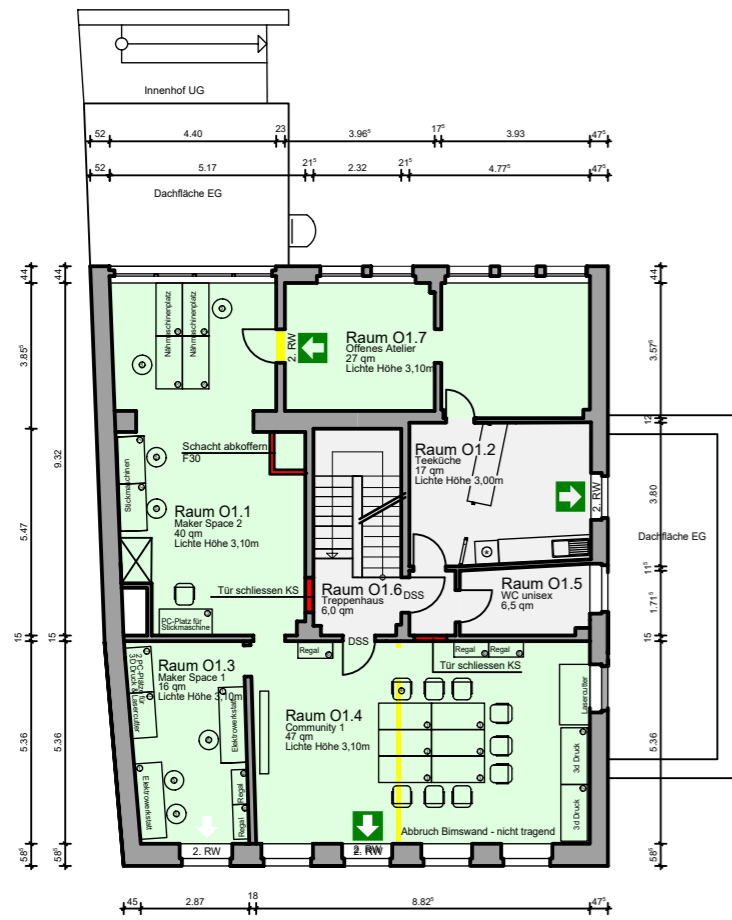 Innenhof UG
52
4.40
23
3.96⁵
17⁵
3.93
47⁵
52
5.17
21⁵
2.32
21⁵
4.77⁵
47⁵
Dachfläche EG
44
44
44
3.85⁵
9.32
5.47
15
15
5.36
5.36
58⁵
58⁵
3.57⁵
12
3.80
11⁵
1.71⁵
15
5.36
58⁵
Nähmaschinenplatz
Nähmaschinenplatz
2. RW
Raum O1.7
Offenes Atelier
27 qm
Lichte Höhe 3,10m
Schacht abkoffern
F30
Stickmaschinen
Raum O1.1
Maker Space 2
40 qm
Lichte Höhe 3,10m
Raum O1.2
Teeküche
17 qm
Lichte Höhe 3,00m
2. RW
Dachfläche EG
Tür schliessen KS
PC-Platz für
Stickmaschine
Raum O1.6
Treppenhaus
6,0 qm
DSS
DSS
Raum O1.5
WC unisex
6,5 qm
Regal
Regal
Regal
Tür schliessen KS
2 PC-Plätze für
3D Druck & Lasercutter
Raum O1.3
Maker Space 1
16 qm
Lichte Höhe 3,10m
Elektrowerkstatt
Elektrowerkstatt
Regal
Regal
Raum O1.4
Community 1
47 qm
Lichte Höhe 3,10m
Lasercutter
3d Druck
3d Druck
Abbruch Bimswand - nicht tragend
2. RW
2. RW
45
2.87
18
8.82⁵
47⁵